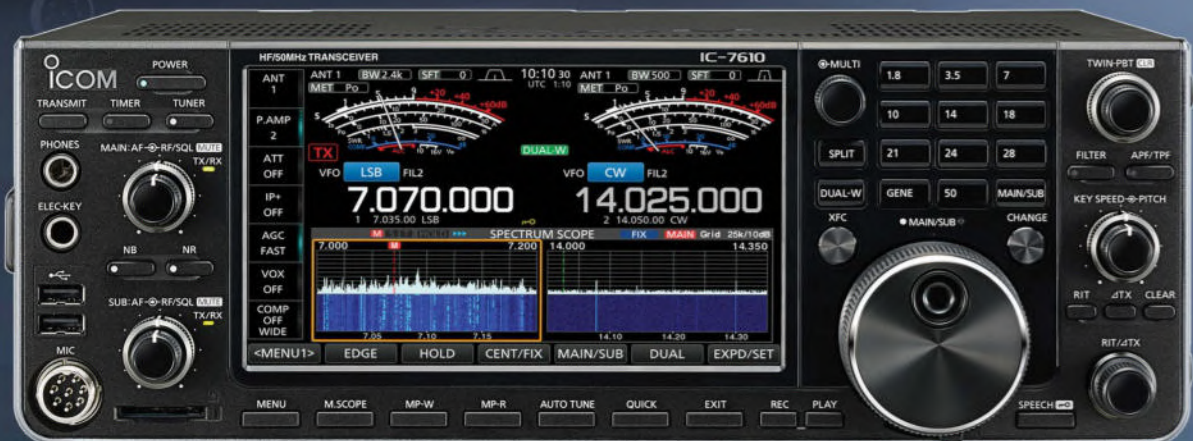 ICOM
POWER
TRANSMIT TIMER TUNER
PHONES
MAIN:AF RF/SQL MUTE
TX/RX
ELEC-KEY
NB NR
SUB:AF RF/SQL MUTE
TX/RX
MIC
HF/50MHz TRANSCEIVER
IC-7610
ANT
1
P.AMP
2
ATT
OFF
IP+
OFF
AGC
FAST
VOX
OFF
COMP
OFF
WIDE
ANT 1 BW 2.4k SFT 0
MET Po
10:10 30
UTC 1:10
ANT 1 BW 500 SFT 0
MET Po
S 1 5 9 +20 +40 +60dB
S +20 +40 +60dB
TX
DUAL-W
VFO LSB FIL2
7.070.000
1 7.035.00 LSB
VFO CW FIL2
14.025.000
2 14.050.00 CW
M SPECTRUM SCOPE FIX MAIN Grid 25k/10dB
7.000 M 7.200 14.000 14.350
7.05 7.10 7.15 14.10 14.20 14.30
<MENU1> EDGE HOLD CENT/FIX MAIN/SUB DUAL EXPD/SET
MENU M.SCOPE MP-W MP-R AUTO TUNE QUICK EXIT REC PLAY
MULTI
1.8 3.5 7
10 14 18
SPLIT 21 24 28
DUAL-W GENE 50 MAIN/SUB
XFC
MAIN/SUB
CHANGE
TWIN-PBT CLR
FILTER APF/TPF
KEY SPEED PITCH
RIT ⊿TX CLEAR
RIT/⊿TX
SPEECH